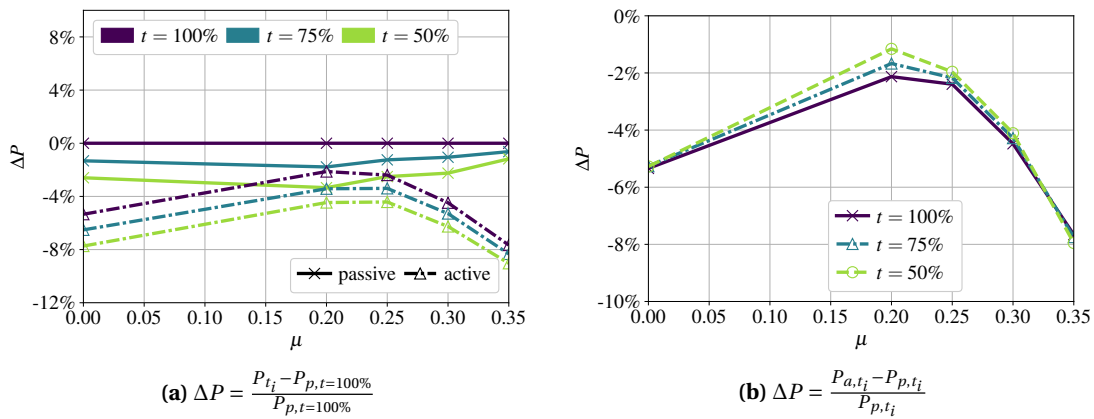 8%
4%
0%
-4%
-8%
-12%
ΔP
t = 100% t = 75% t = 50%
passive active
0.00 0.05 0.10 0.15 0.20 0.25 0.30 0.35
μ
(a) ΔP = \frac{P_{t_i} − P_{p,t=100%}}{P_{p,t=100%}}
0%
-2%
-4%
-6%
-8%
-10%
ΔP
t = 100%
t = 75%
t = 50%
0.00 0.05 0.10 0.15 0.20 0.25 0.30 0.35
μ
(b) ΔP = \frac{P_{a,t_i} − P_{p,t_i}}{P_{p,t_i}}